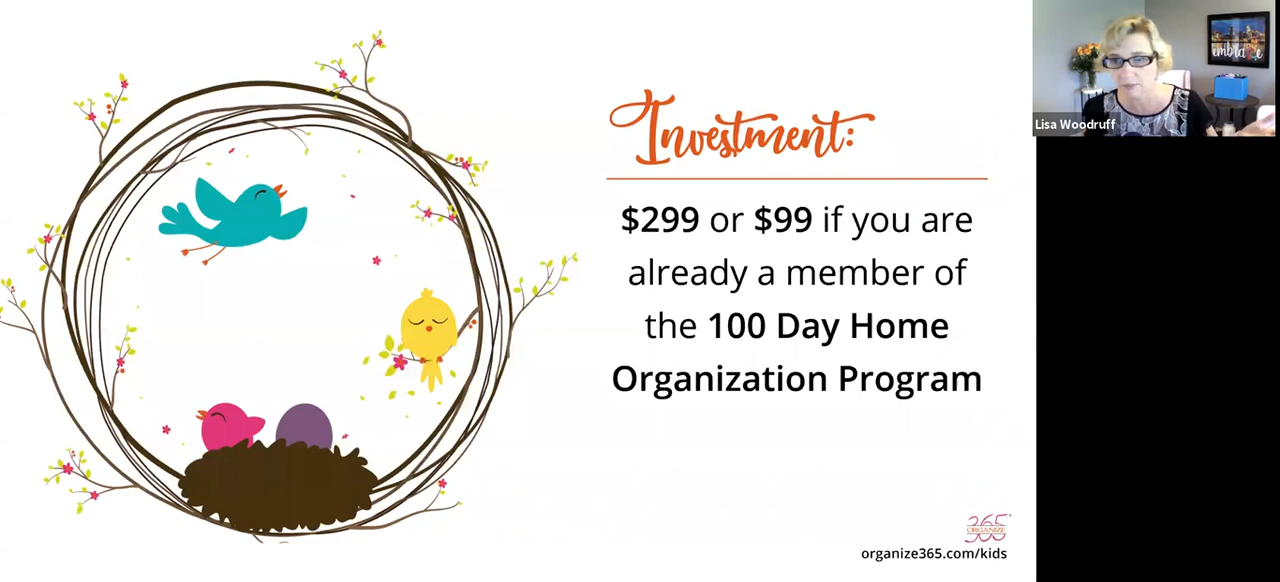 Investment:
$299 or $99 if you are
already a member of
the 100 Day Home
Organization Program
365
ORGANIZE
organize365.com/kids
embrace
Lisa Woodruff